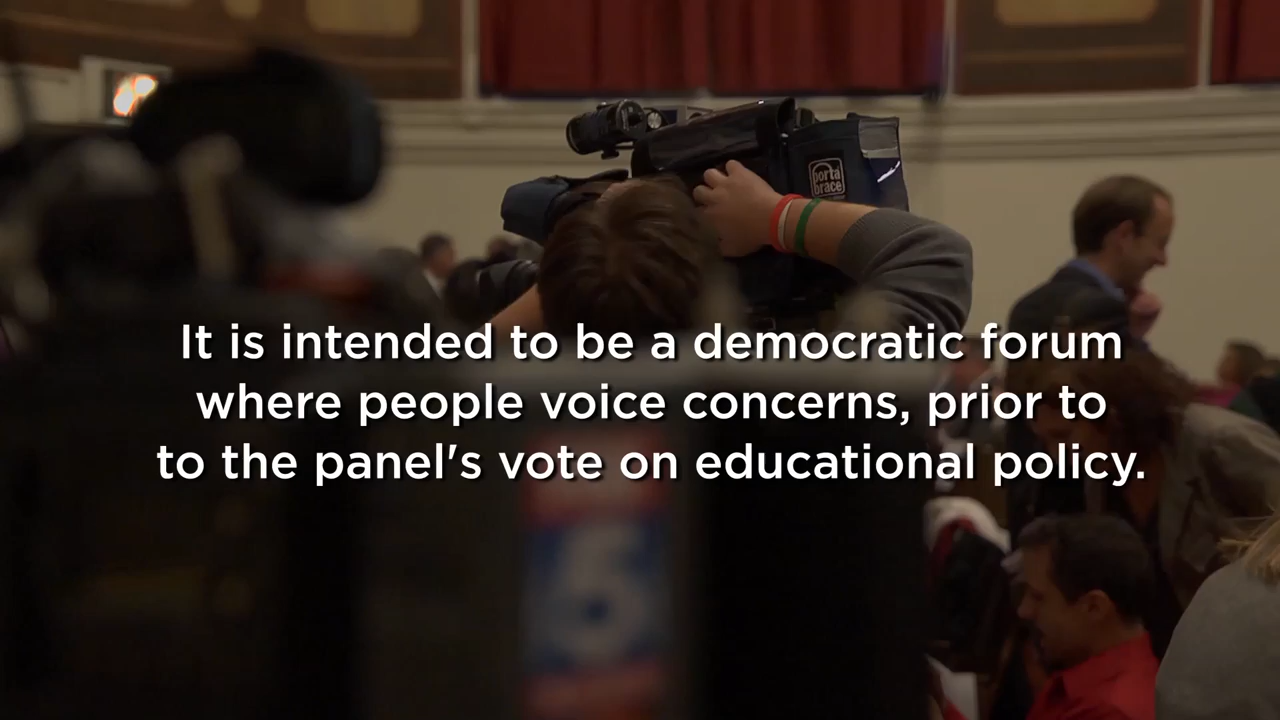 porta
brace
It is intended to be a democratic forum
where people voice concerns, prior to
to the panel's vote on educational policy.
5